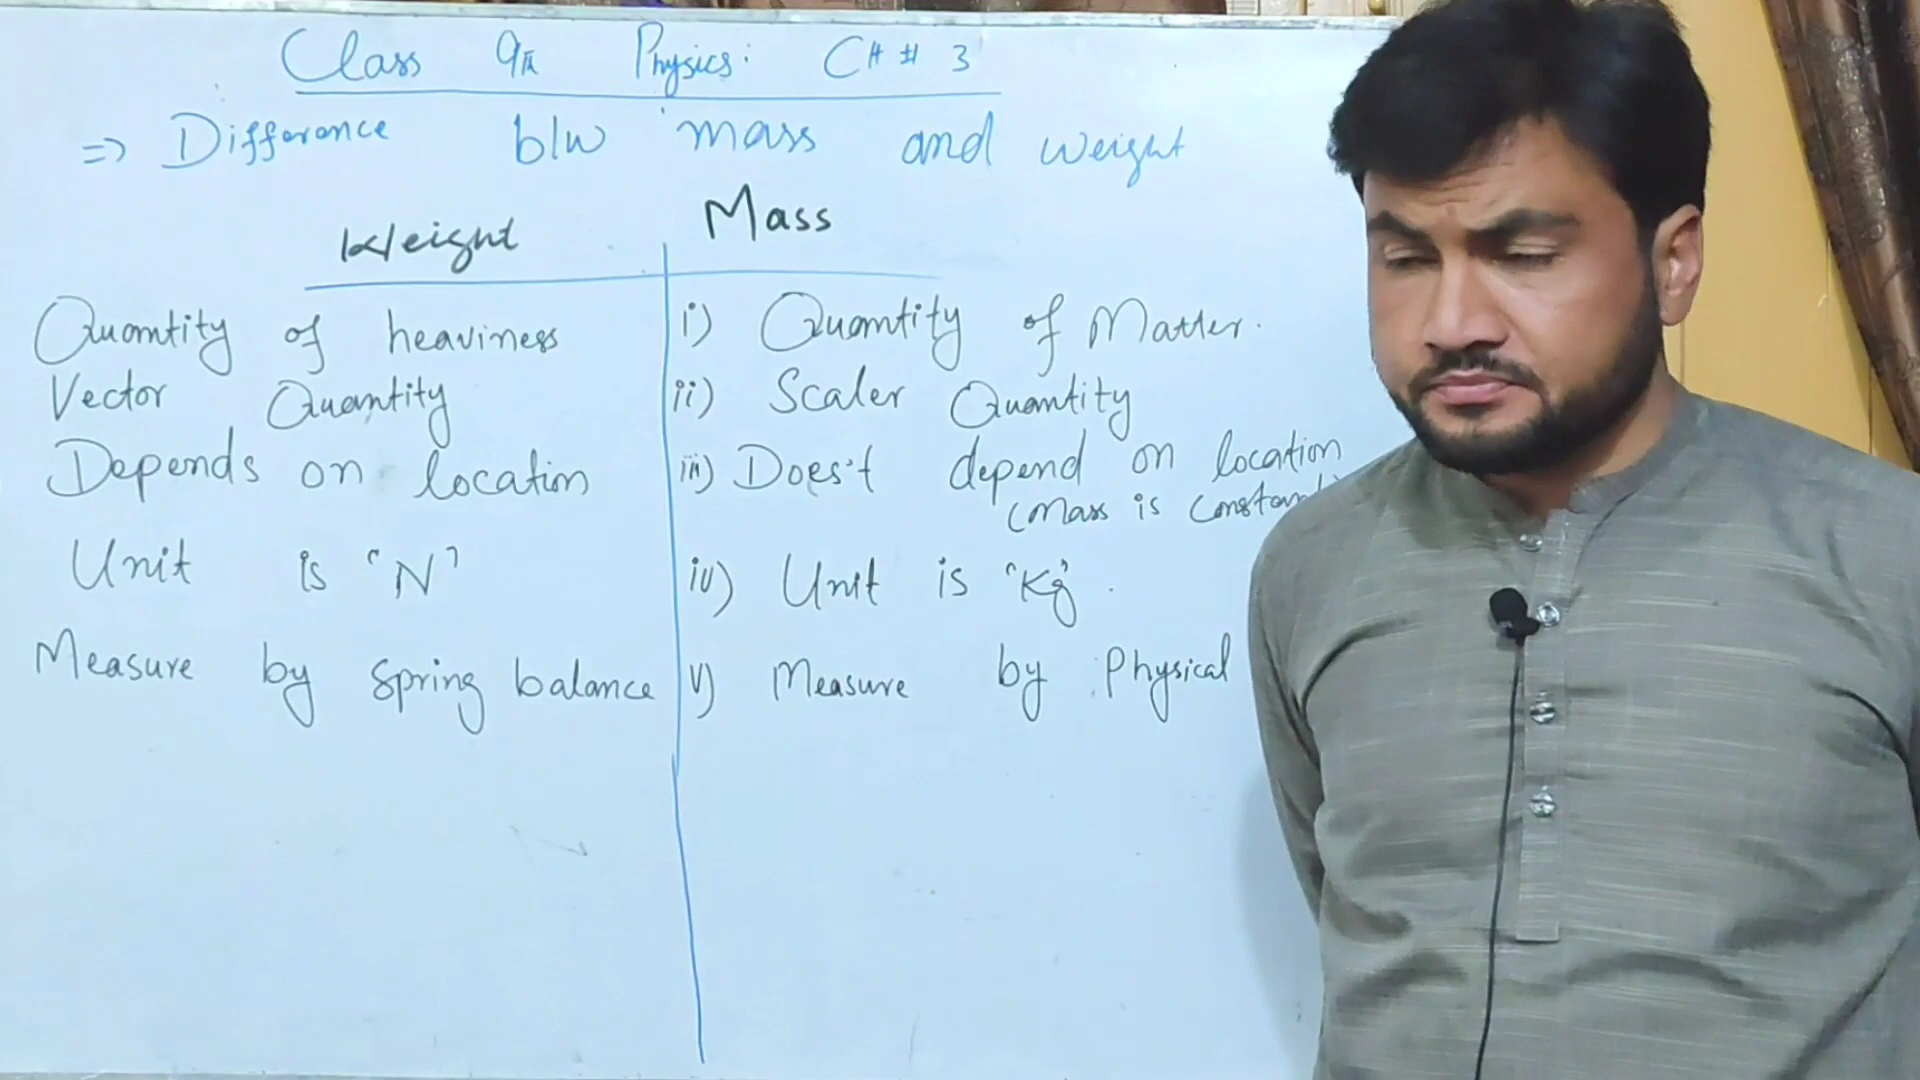 Class 9th Physics: CH # 3
=> Difference b/w mass and weight
Weight
Mass
Quantity of heaviness
Vector Quantity
Depends on location
Unit is 'N'
Measure by spring balance
i) Quantity of Matter.
ii) Scaler Quantity
iii) Does't depend on location
(Mass is Constant)
iv) Unit is 'Kg'.
v) Measure by Physical